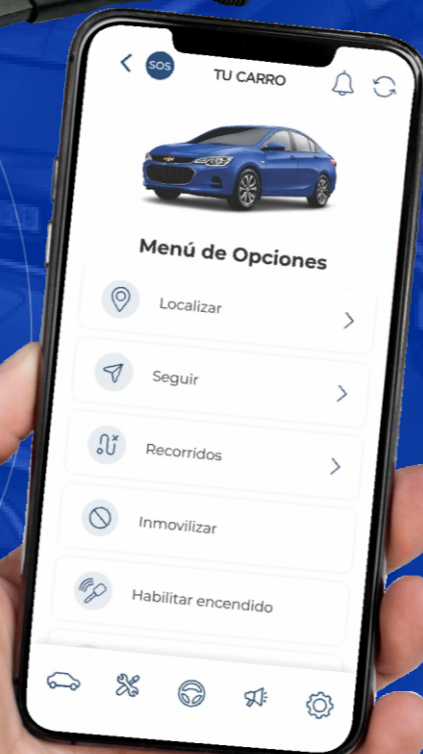 SOS
TU CARRO
Menú de Opciones
Localizar
Seguir
Recorridos
Inmovilizar
Habilitar encendido